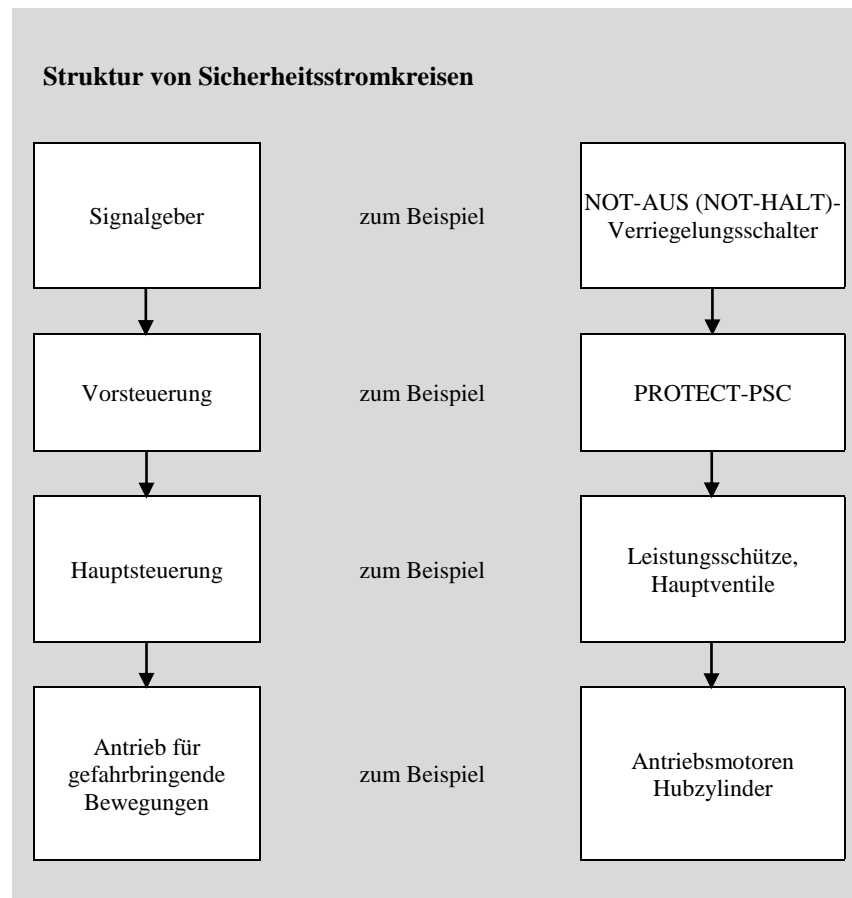 Struktur von Sicherheitsstromkreisen
Signalgeber
zum Beispiel
NOT-AUS (NOT-HALT)-
Verriegelungsschalter
Vorsteuerung
zum Beispiel
PROTECT-PSC
Hauptsteuerung
zum Beispiel
Leistungsschütze,
Hauptventile
Antrieb für
gefahrbringende
Bewegungen
zum Beispiel
Antriebsmotoren
Hubzylinder